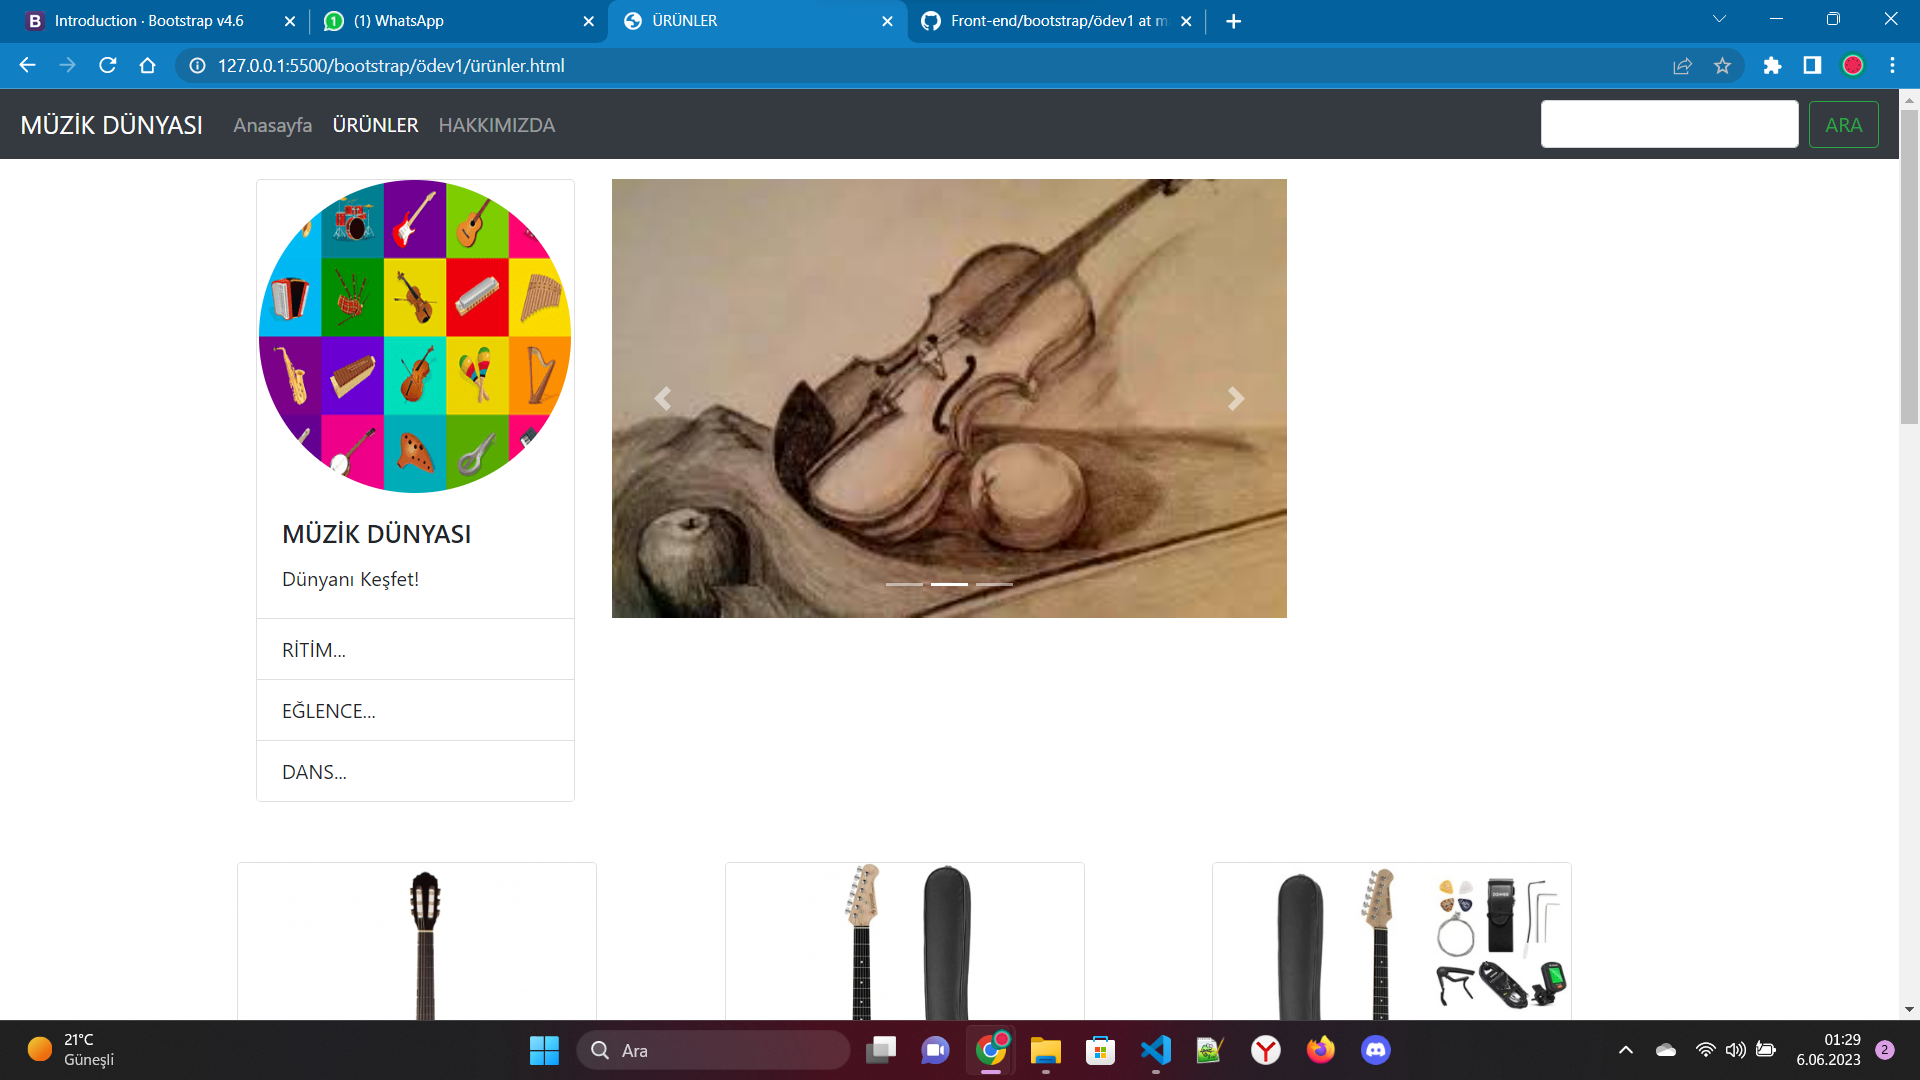 Introduction · Bootstrap v4.6
(1) WhatsApp
ÜRÜNLER
Front-end/bootstrap/ödev1 at m
127.0.0.1:5500/bootstrap/ödev1/ürünler.html
MÜZİK DÜNYASI Anasayfa ÜRÜNLER HAKKIMIZDA ARA
MÜZİK DÜNYASI
Dünyanı Keşfet!
RİTİM...
EĞLENCE...
DANS...
21°C
Güneşli
Ara
01:29
6.06.2023
2